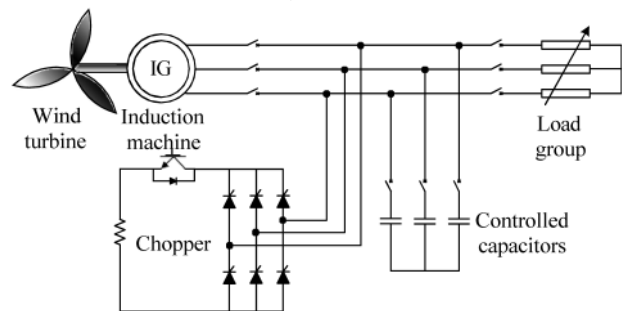 IG
Wind
turbine
Induction
machine
Load
group
Chopper
Controlled
capacitors